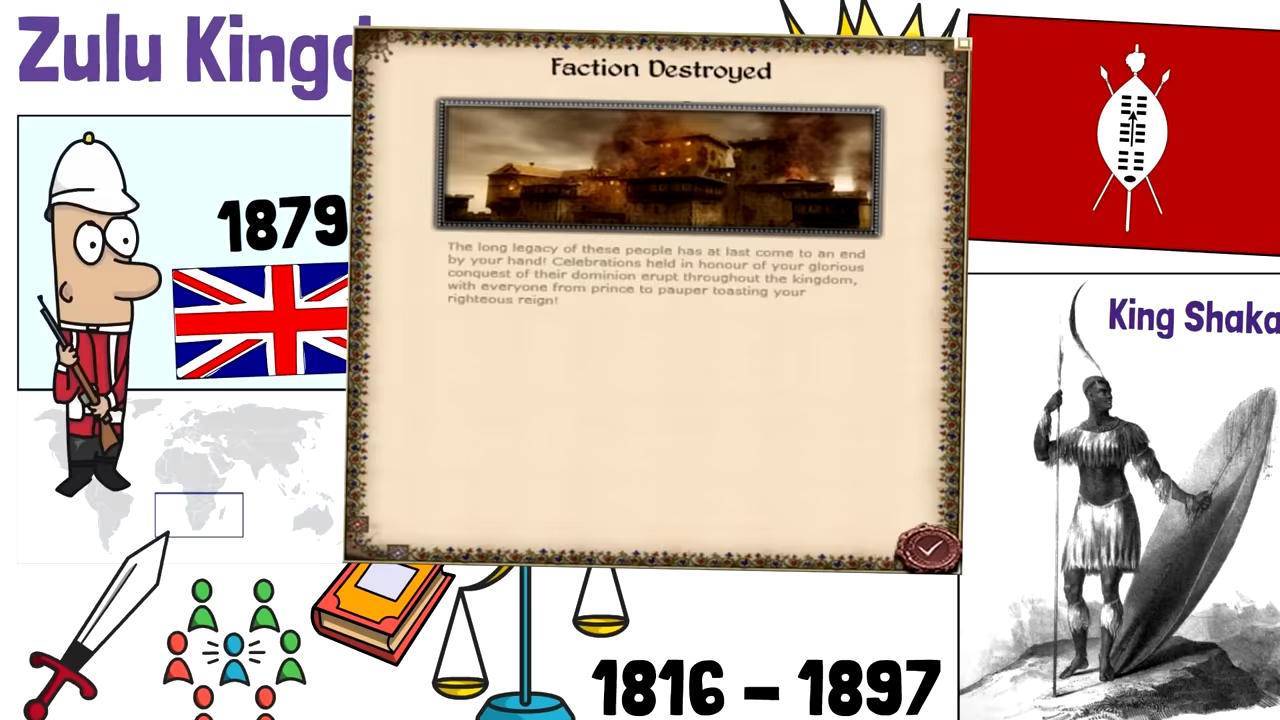 Zulu Kingd
Faction Destroyed
1879
The long legacy of these people has at last come to an end
by your hand! Celebrations held in honour of your glorious
conquest of their dominion erupt throughout the kingdom,
with everyone from prince to pauper toasting your
righteous reign!
King Shaka
1816 – 1897